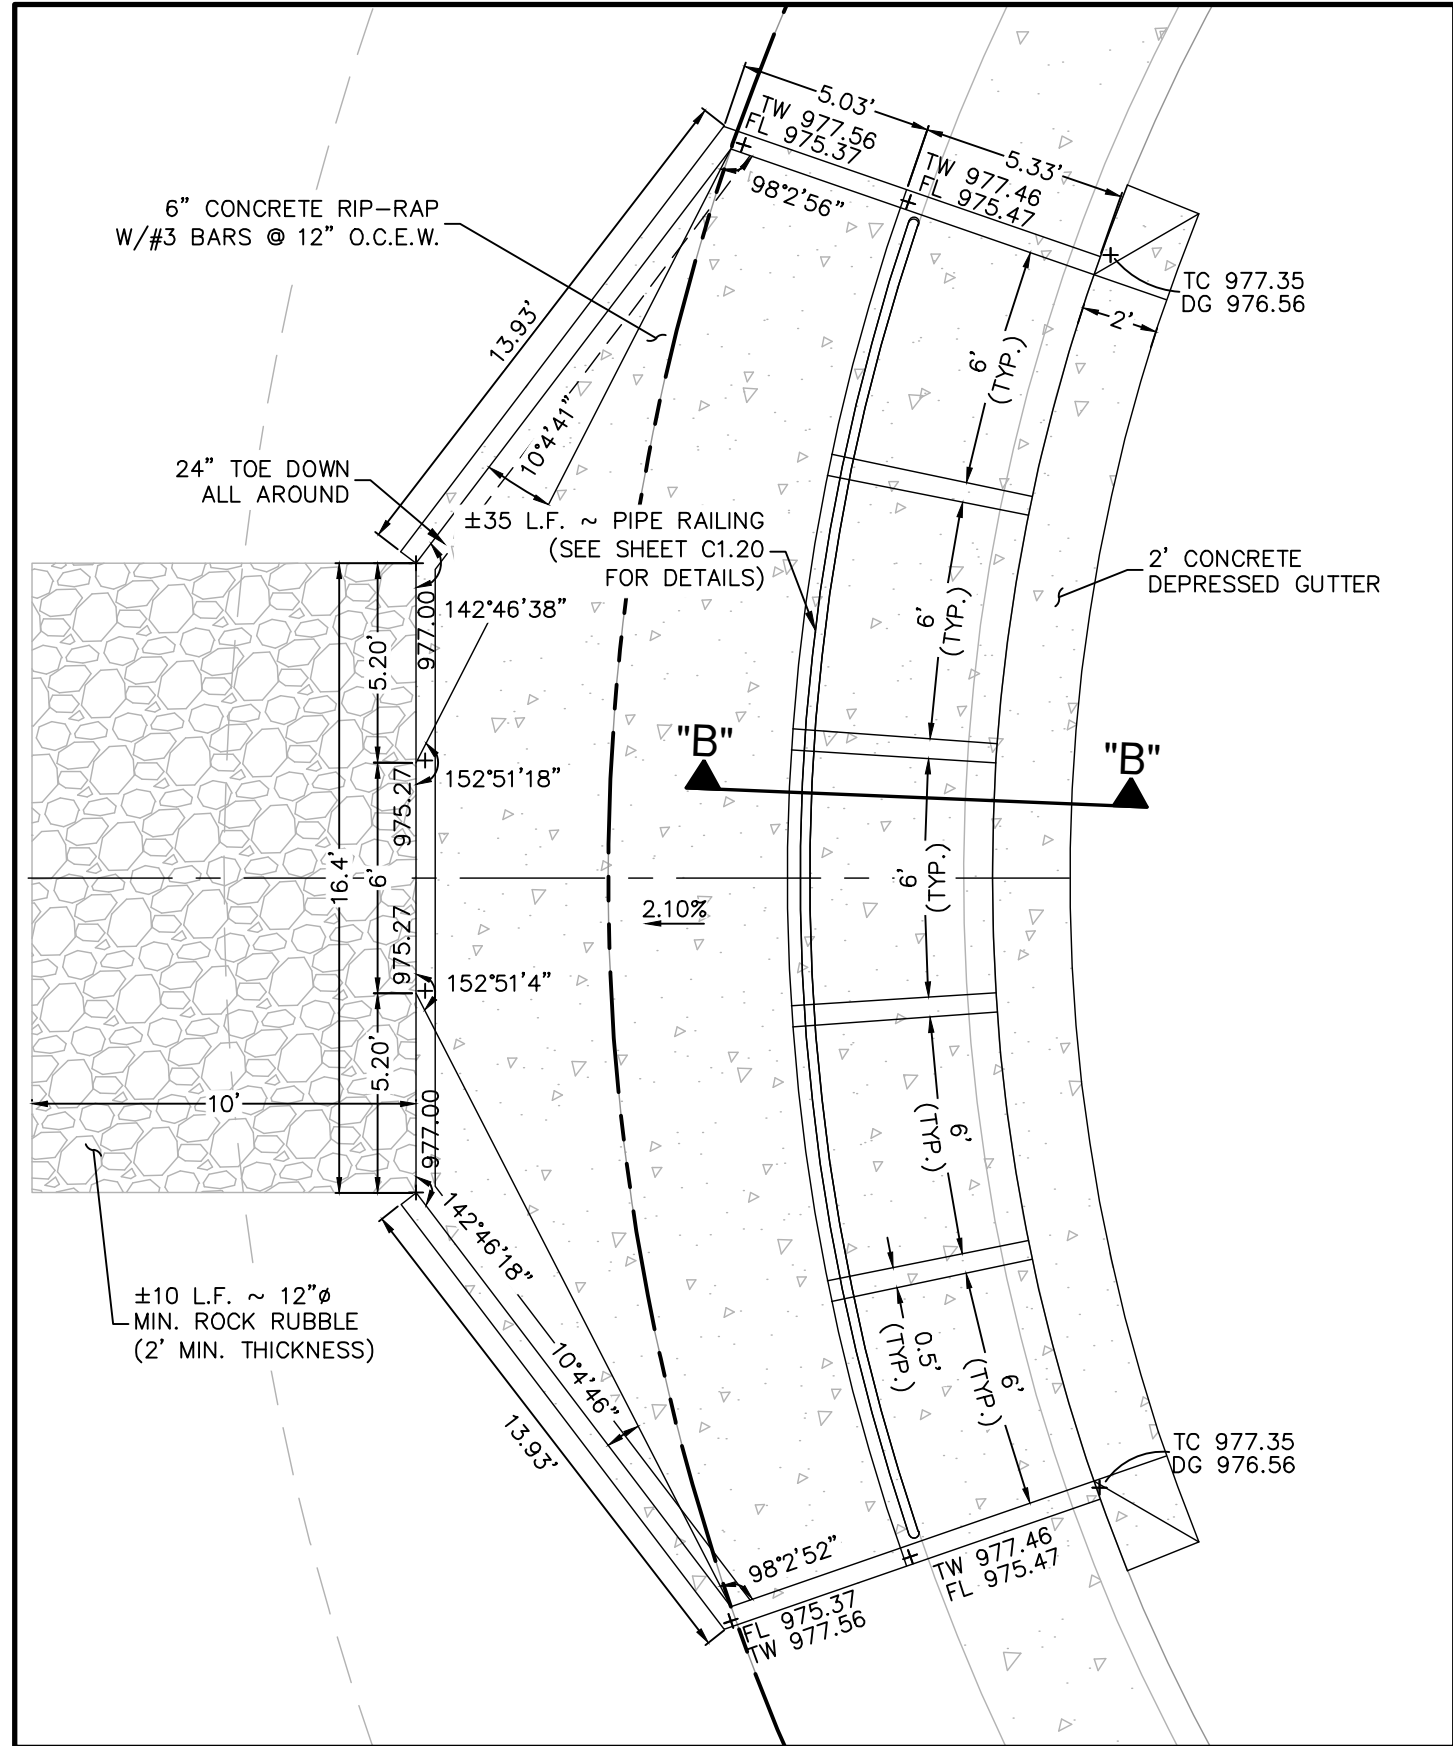 5.03'
TW 977.56
FL 975.37
5.33'
TW 977.46
FL 975.47
98°2'56"
6" CONCRETE RIP-RAP
W/#3 BARS @ 12" O.C.E.W.
TC 977.35
DG 976.56
2'
13.93'
6'
(TYP.)
10°4'41"
24" TOE DOWN
ALL AROUND
±35 L.F. ~ PIPE RAILING
(SEE SHEET C1.20
FOR DETAILS)
2' CONCRETE
DEPRESSED GUTTER
977.00
142°46'38"
5.20'
6'
(TYP.)
"B"
"B"
975.27
152°51'18"
16.4'
6'
6'
(TYP.)
2.10%
975.27
152°51'4"
5.20'
10'
977.00
6'
(TYP.)
142°46'18"
±10 L.F. ~ 12"ø
MIN. ROCK RUBBLE
(2' MIN. THICKNESS)
10°4'46"
0.5'
(TYP.)
6'
(TYP.)
13.93'
TC 977.35
DG 976.56
98°2'52"
TW 977.46
FL 975.47
FL 975.37
TW 977.56